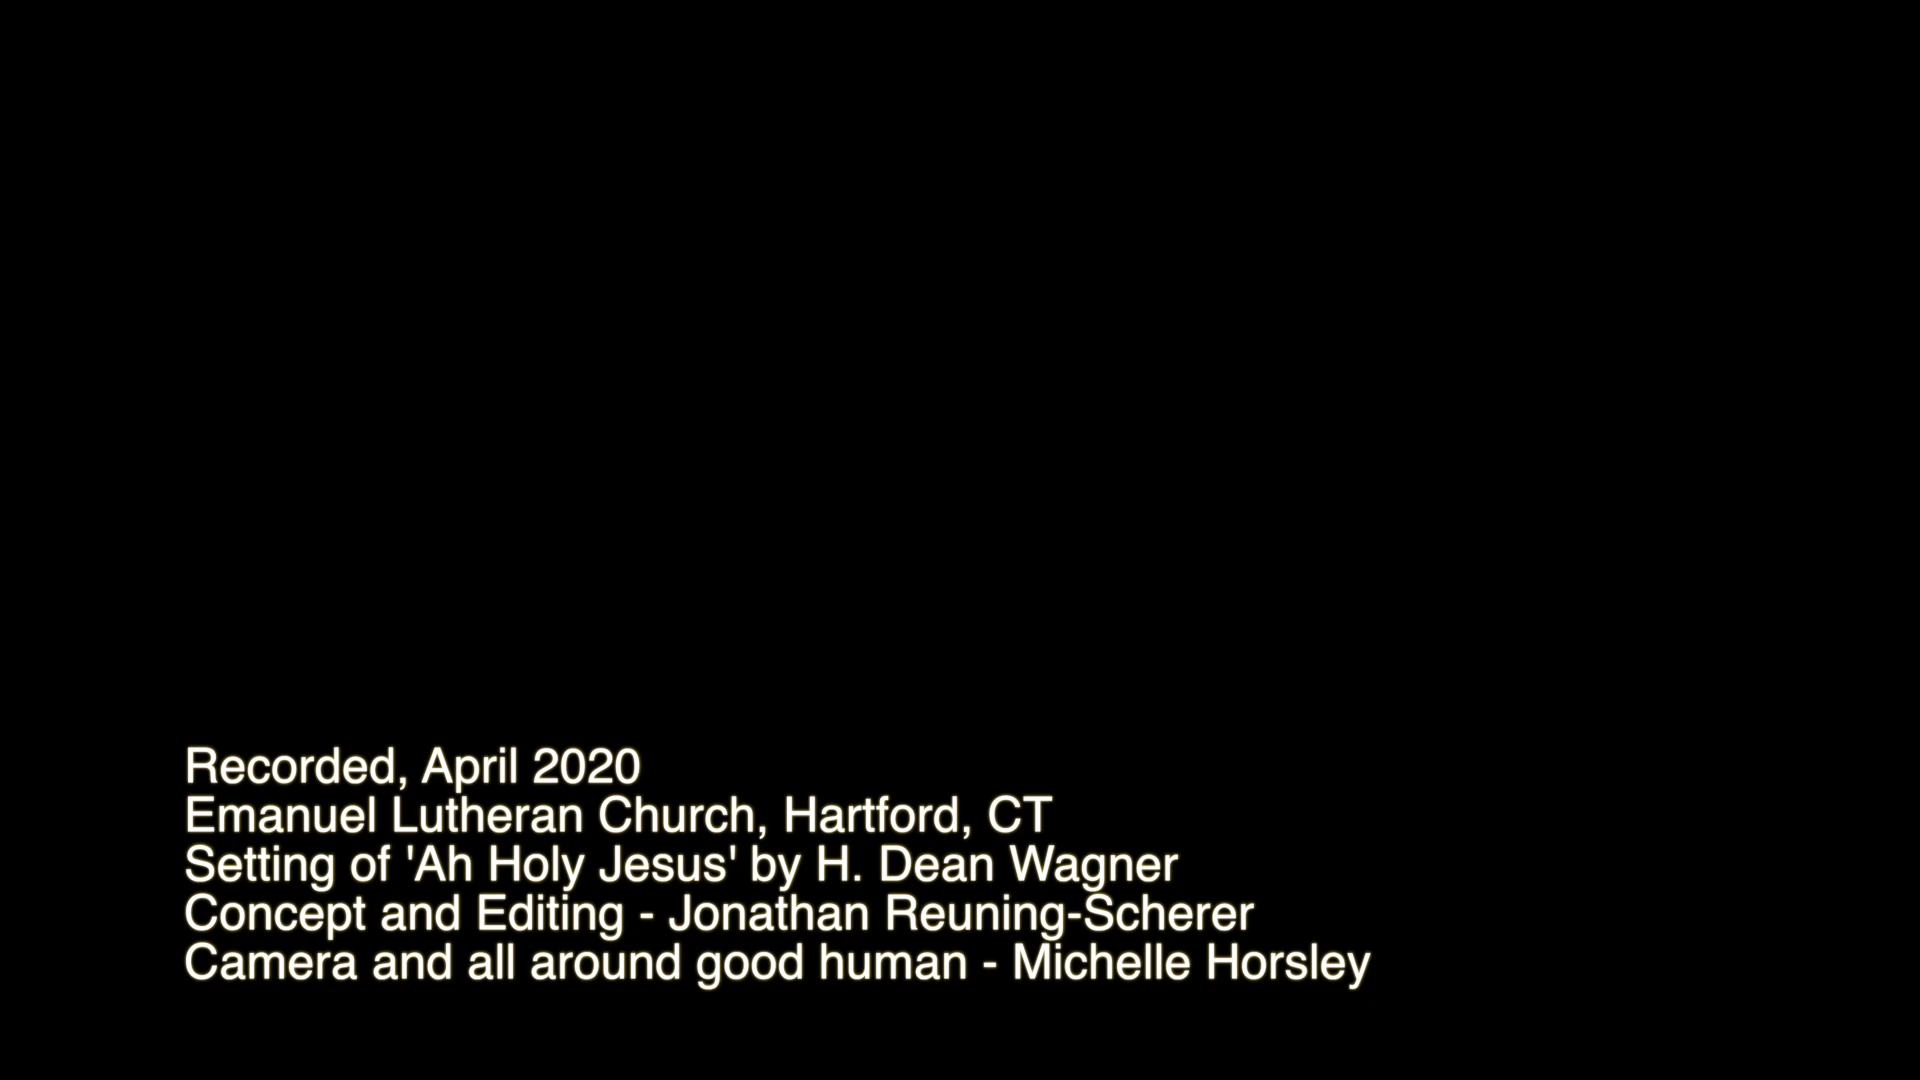 Recorded, April 2020
Emanuel Lutheran Church, Hartford, CT
Setting of 'Ah Holy Jesus' by H. Dean Wagner
Concept and Editing - Jonathan Reuning-Scherer
Camera and all around good human - Michelle Horsley